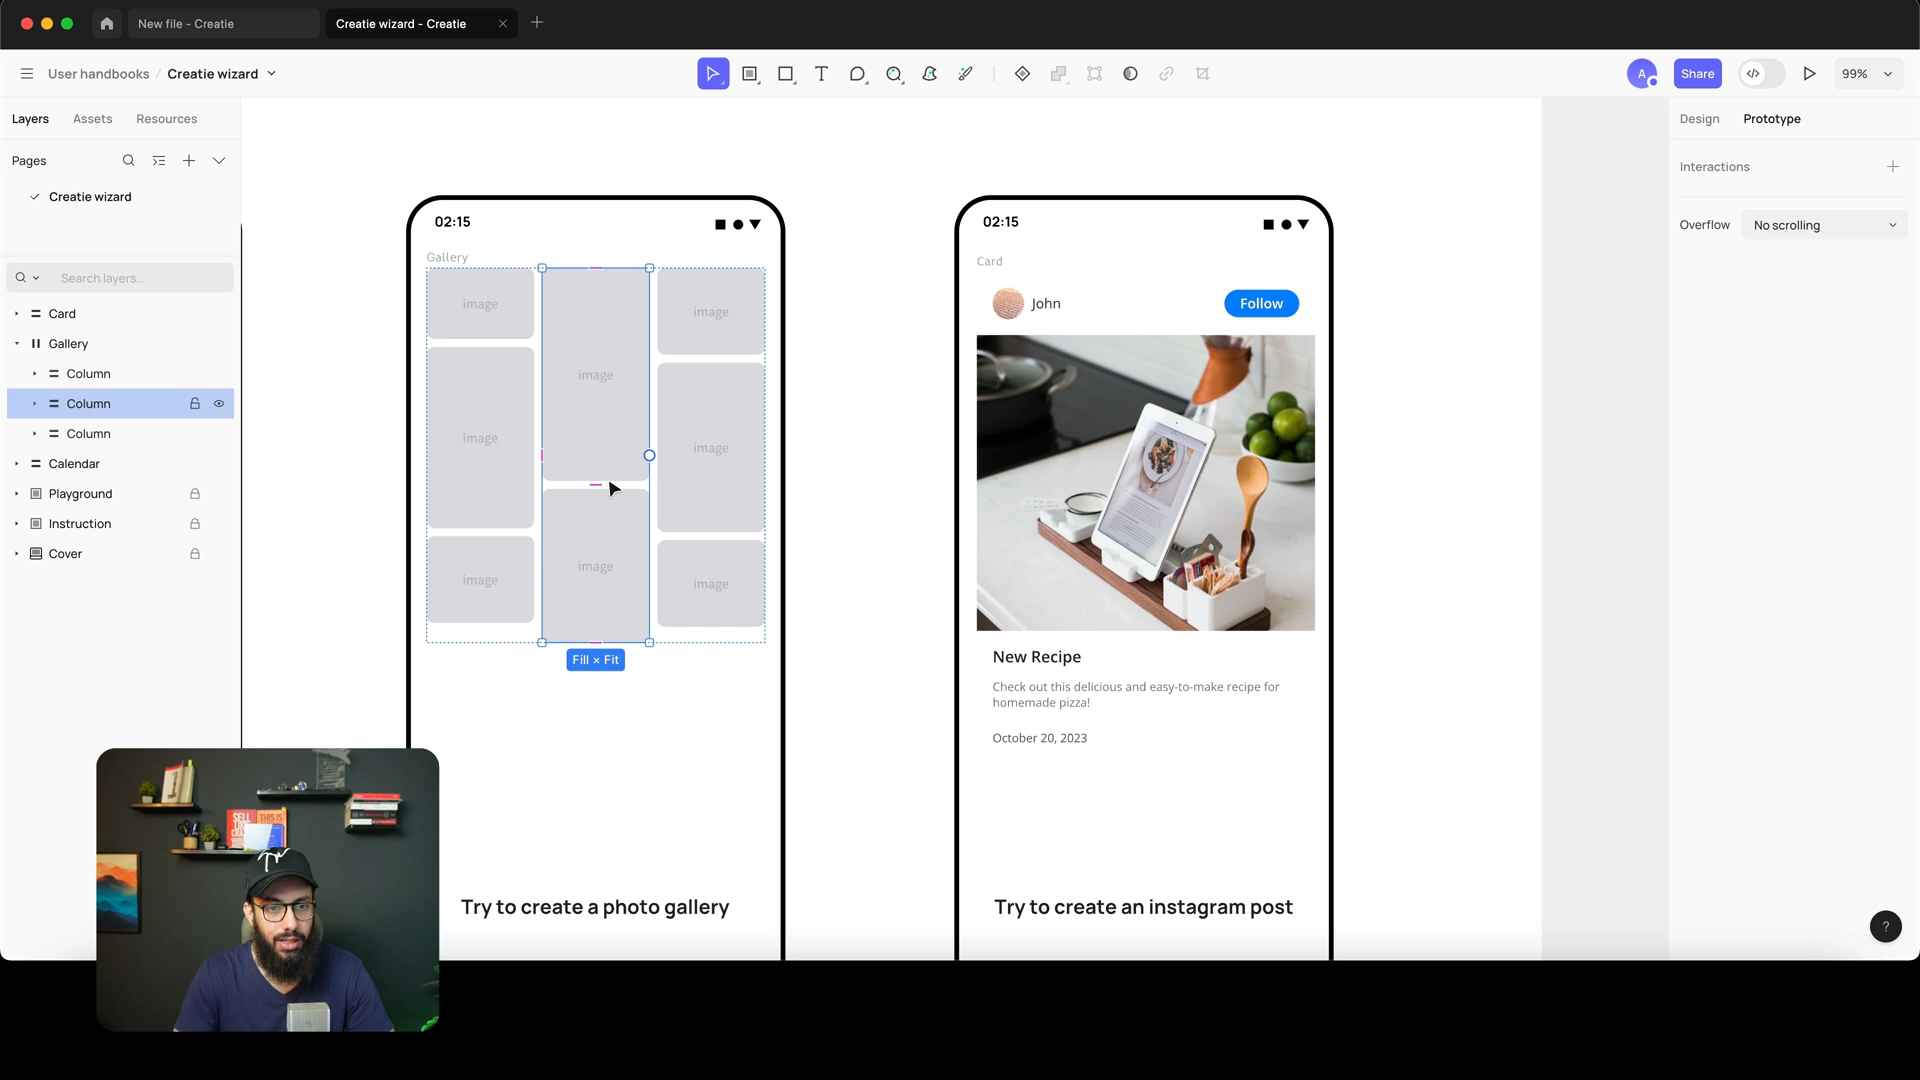 New file - Creatie
Creatie wizard - Creatie
User handbooks / Creatie wizard
A
Share
99%
Layers
Assets
Resources
Design
Prototype
Pages
Interactions
Creatie wizard
Overflow
No scrolling
Search layers...
Card
Gallery
Column
Column
Column
Calendar
Playground
Instruction
Cover
02:15
Gallery
image
image
image
image
image
image
image
image
Fill × Fit
Try to create a photo gallery
02:15
Card
John
Follow
New Recipe
Check out this delicious and easy-to-make recipe for
homemade pizza!
October 20, 2023
Try to create an instagram post
?
SELL
THIS IS